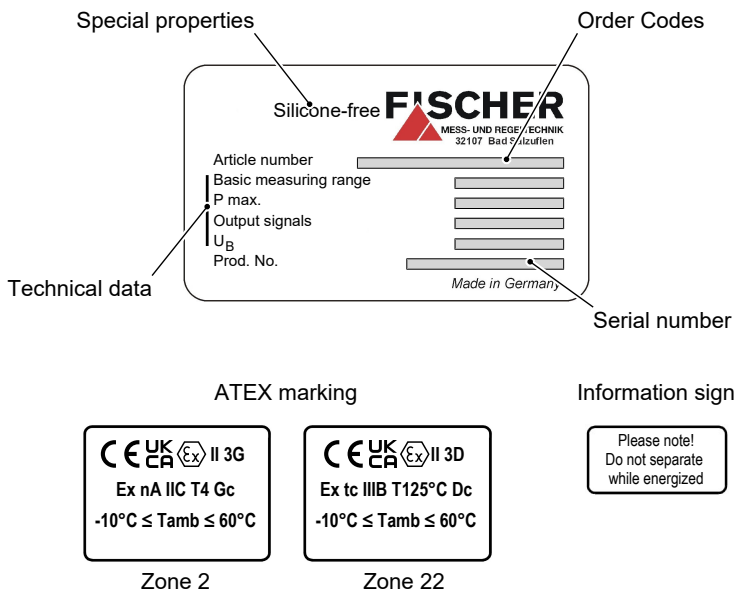 Special properties
Order Codes
Silicone-free FISCHER
MESS- UND REGELTECHNIK
32107 Bad Salzuflen
Article number
Basic measuring range
P max.
Output signals
UB
Prod. No.
Made in Germany
Technical data
Serial number
ATEX marking
Information sign
CE UK CA Ex II 3G
Ex nA IIC T4 Gc
-10°C ≤ Tamb ≤ 60°C
Zone 2
CE UK CA Ex II 3D
Ex tc IIIB T125°C Dc
-10°C ≤ Tamb ≤ 60°C
Zone 22
Please note!
Do not separate
while energized